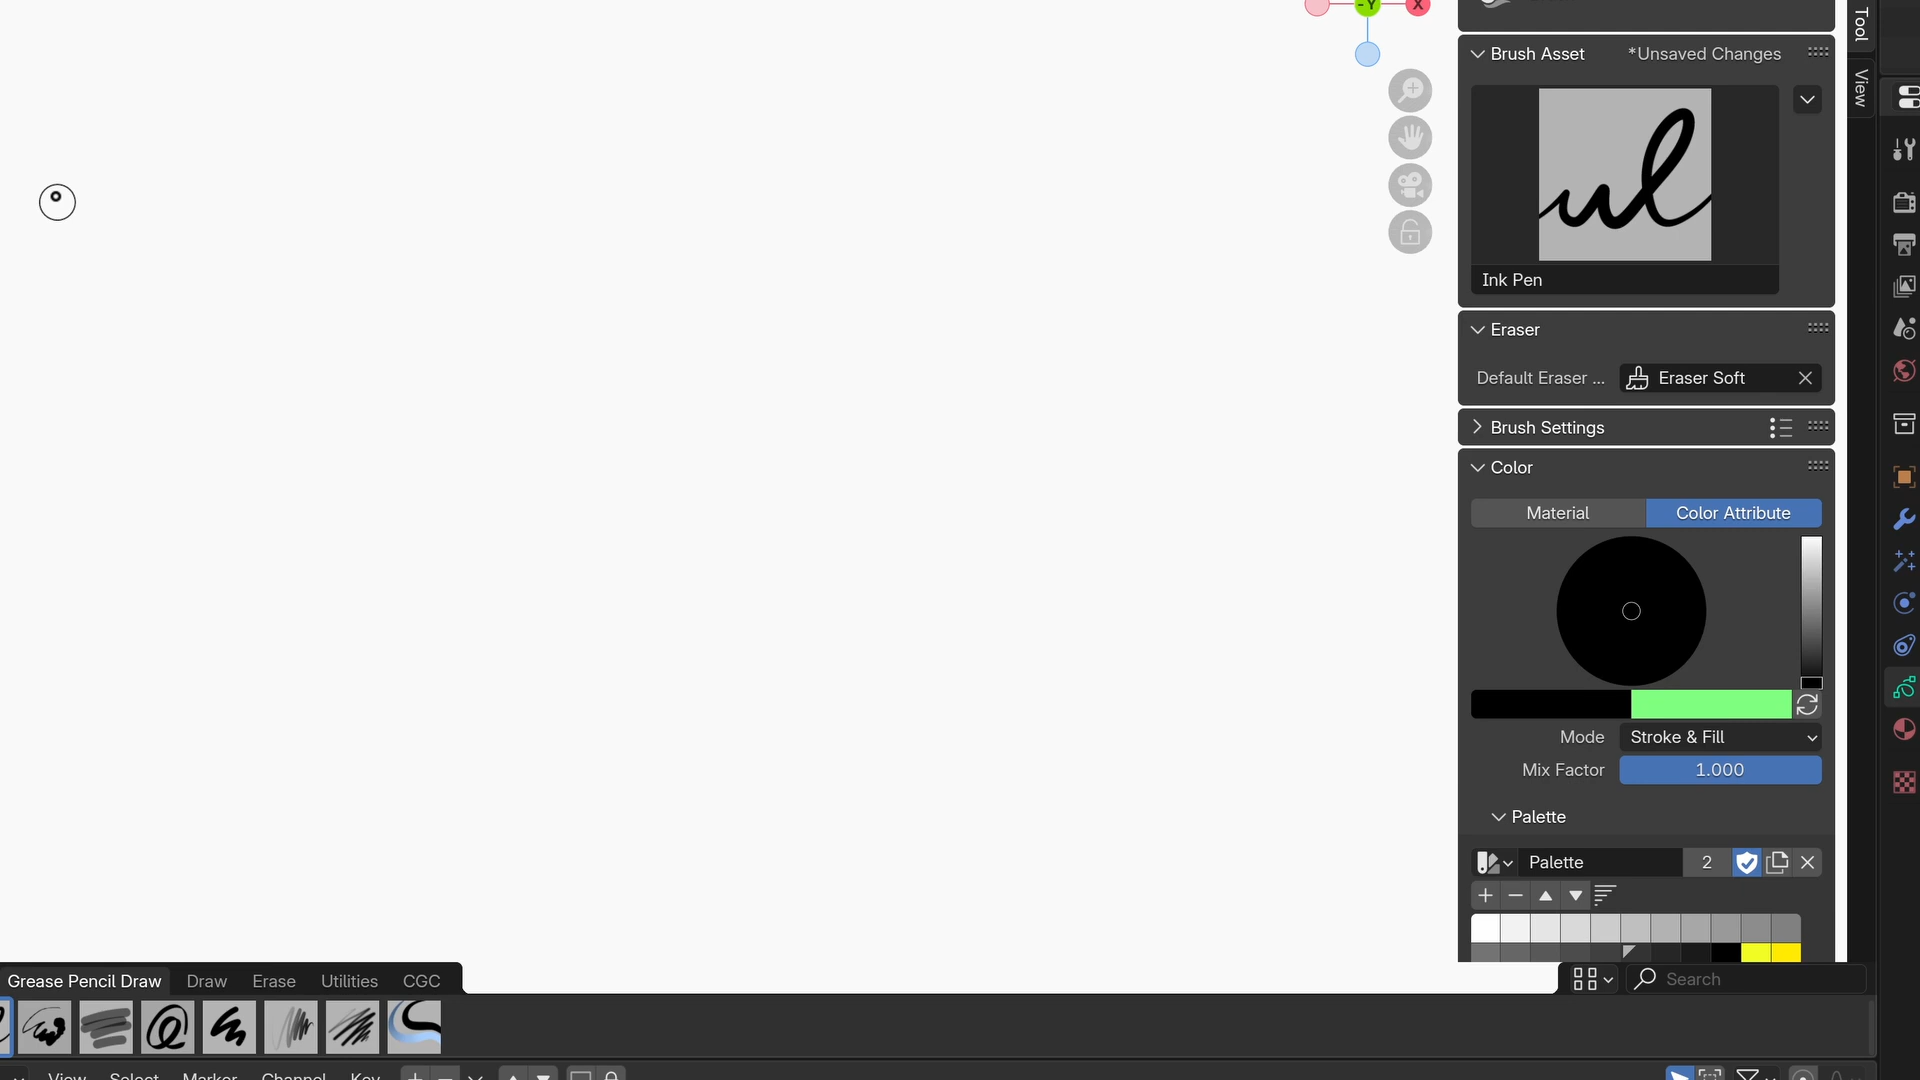 -Y X
Tool
View
Brush Asset *Unsaved Changes
ul
Ink Pen
Eraser
Default Eraser ... Eraser Soft
Brush Settings
Color
Material Color Attribute
Mode Stroke & Fill
Mix Factor 1.000
Palette
Palette 2
Grease Pencil Draw Draw Erase Utilities CGC
Search
View Select Marker Channel Key